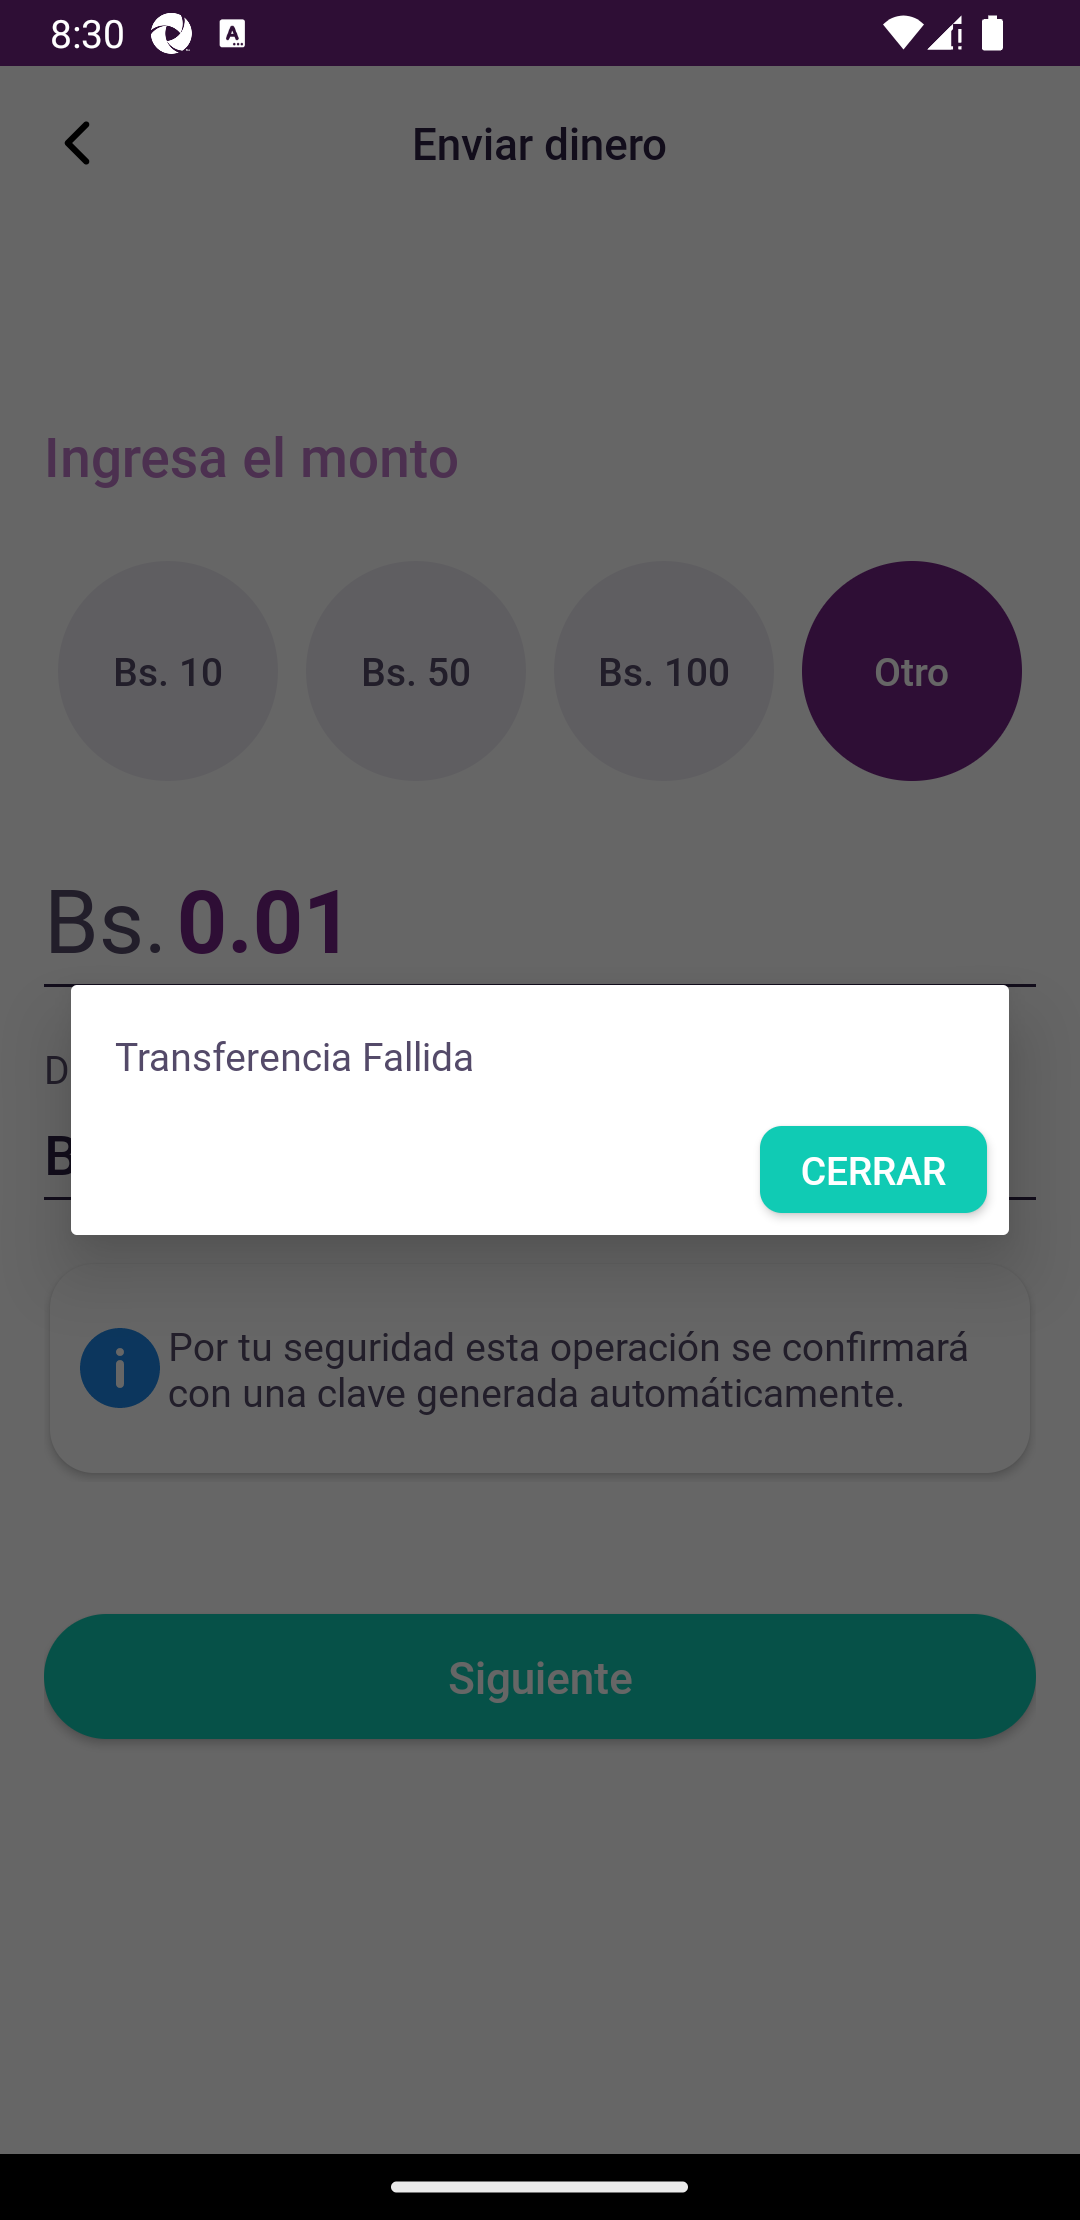 8:30
Enviar dinero
Ingresa el monto
Bs. 10
Bs. 50
Bs. 100
Otro
Bs. 0.01
Transferencia Fallida
CERRAR
Por tu seguridad esta operación se confirmará
con una clave generada automáticamente.
Siguiente